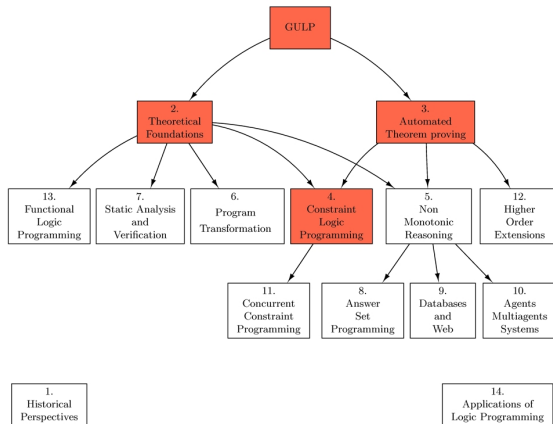 GULP
2.
Theoretical
Foundations
3.
Automated
Theorem proving
13.
Functional
Logic
Programming
7.
Static Analysis
and
Verification
6.
Program
Transformation
4.
Constraint
Logic
Programming
5.
Non
Monotonic
Reasoning
12.
Higher
Order
Extensions
11.
Concurrent
Constraint
Programming
8.
Answer
Set
Programming
9.
Databases
and
Web
10.
Agents
Multiagents
Systems
1.
Historical
Perspectives
14.
Applications of
Logic Programming